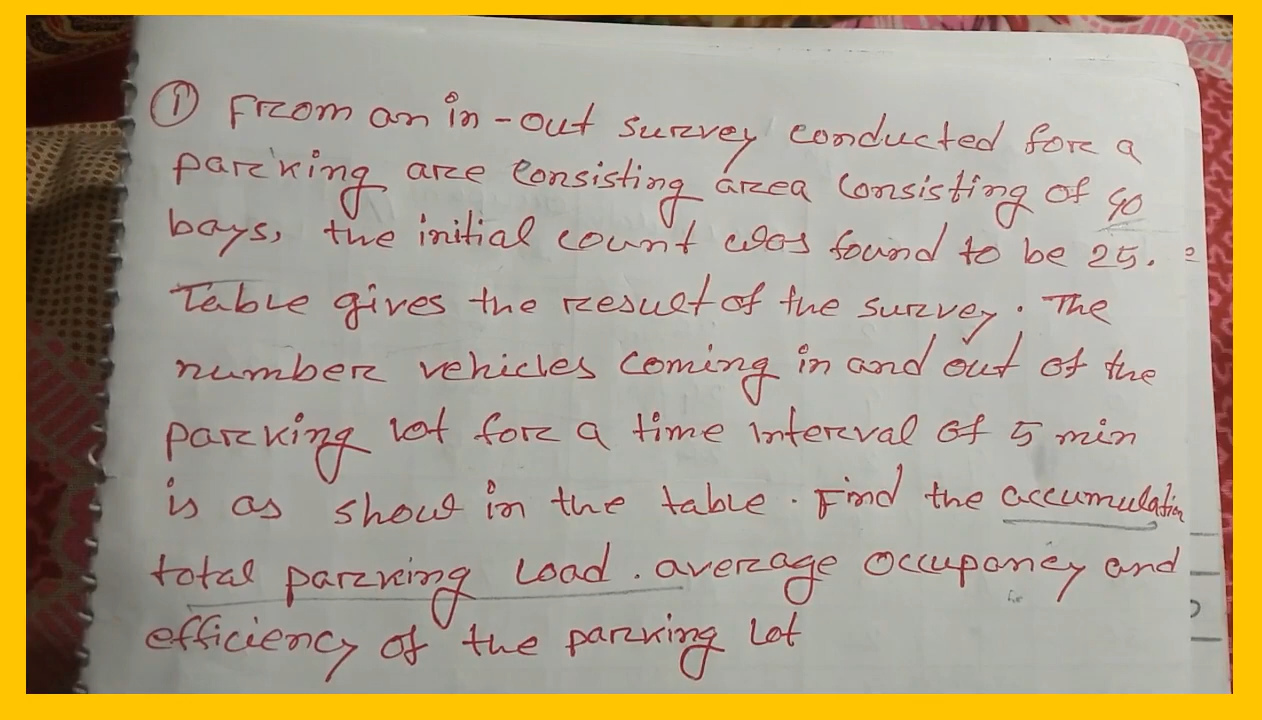 ① From an in-out survey conducted for a
parking are consisting area consisting of 40
bays, the initial count was found to be 25.
Table gives the result of the survey. The
number vehicles coming in and out of the
parking lot for a time interval of 5 min
is as show in the table. Find the accumulation
total parking load. average occupancy and
efficiency of the parking lot